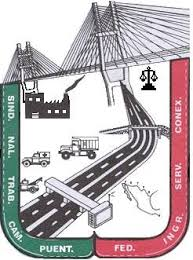 SIND.
NAL.
TRAB.
CAM.
PUENT.
FED.
INGR.
SERV.
CONEX.